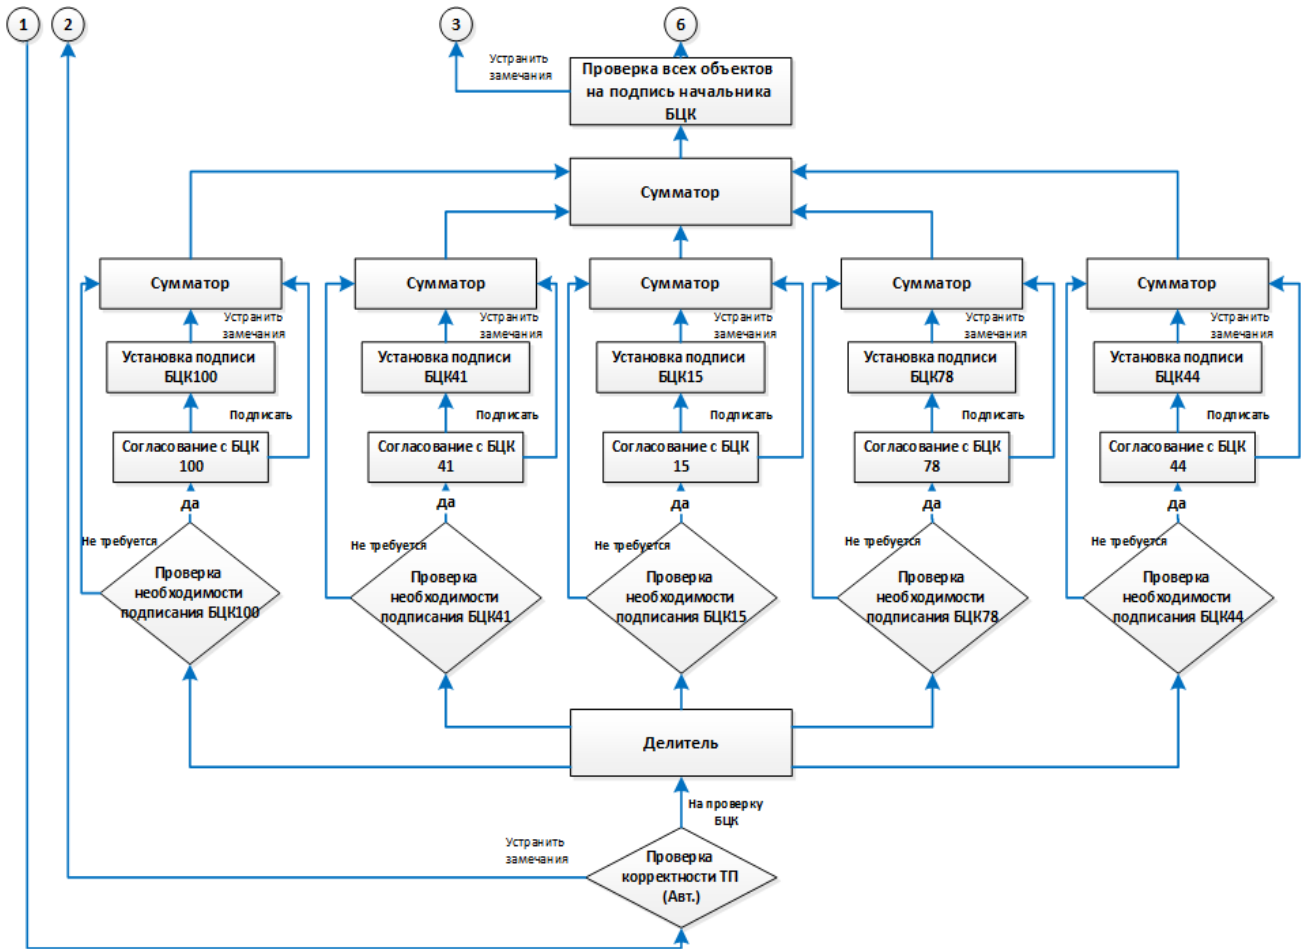 1
2
3
6
Устранить
замечания
Проверка всех объектов
на подпись начальника
БЦК
Сумматор
Сумматор
Сумматор
Сумматор
Сумматор
Сумматор
Устранить
замечания
Устранить
замечания
Устранить
замечания
Устранить
замечания
Устранить
замечания
Установка подписи
БЦК100
Установка подписи
БЦК41
Установка подписи
БЦК15
Установка подписи
БЦК78
Установка подписи
БЦК44
Подписать
Подписать
Подписать
Подписать
Подписать
Согласование с БЦК
100
Согласование с БЦК
41
Согласование с БЦК
15
Согласование с БЦК
78
Согласование с БЦК
44
да
да
да
да
да
Не требуется
Не требуется
Не требуется
Не требуется
Не требуется
Проверка
необходимости
подписания БЦК100
Проверка
необходимости
подписания БЦК41
Проверка
необходимости
подписания БЦК15
Проверка
необходимости
подписания БЦК78
Проверка
необходимости
подписания БЦК44
Делитель
На проверку
БЦК
Устранить
замечания
Проверка
корректности ТП
(Авт.)